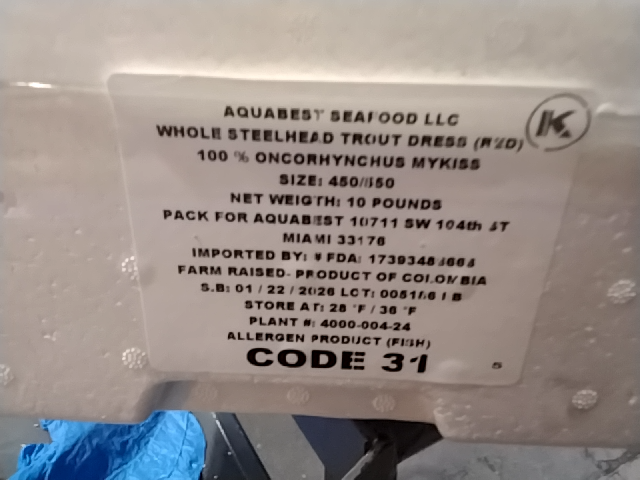 AQUABEST SEAFOOD LLC
K
WHOLE STEELHEAD TROUT DRESS
100 % ONCORHYNCHUS MYKISS
SIZE:
NET WEIGTH: 10 POUNDS
PACK FOR AQUABEST 10711 SW 104th ST
MIAMI 33176
IMPORTED BY: # FDA:
FARM RAISED- PRODUCT OF COLOMBIA
S.B: 01 / 22 / 2026 LOT:
STORE AT: 28 °F / 36 °F
PLANT #: 4000-004-24
ALLERGEN PRODUCT (FISH)
CODE 31